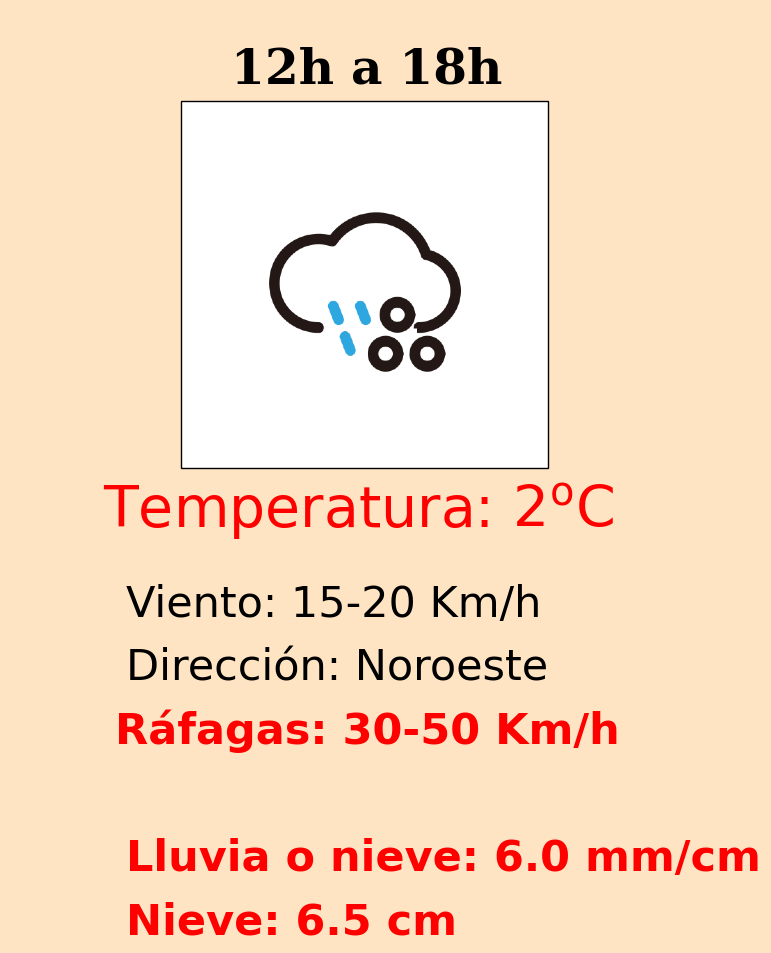 12h a 18h
Temperatura: 2ºC
Viento: 15-20 Km/h
Dirección: Noroeste
Ráfagas: 30-50 Km/h
Lluvia o nieve: 6.0 mm/cm
Nieve: 6.5 cm